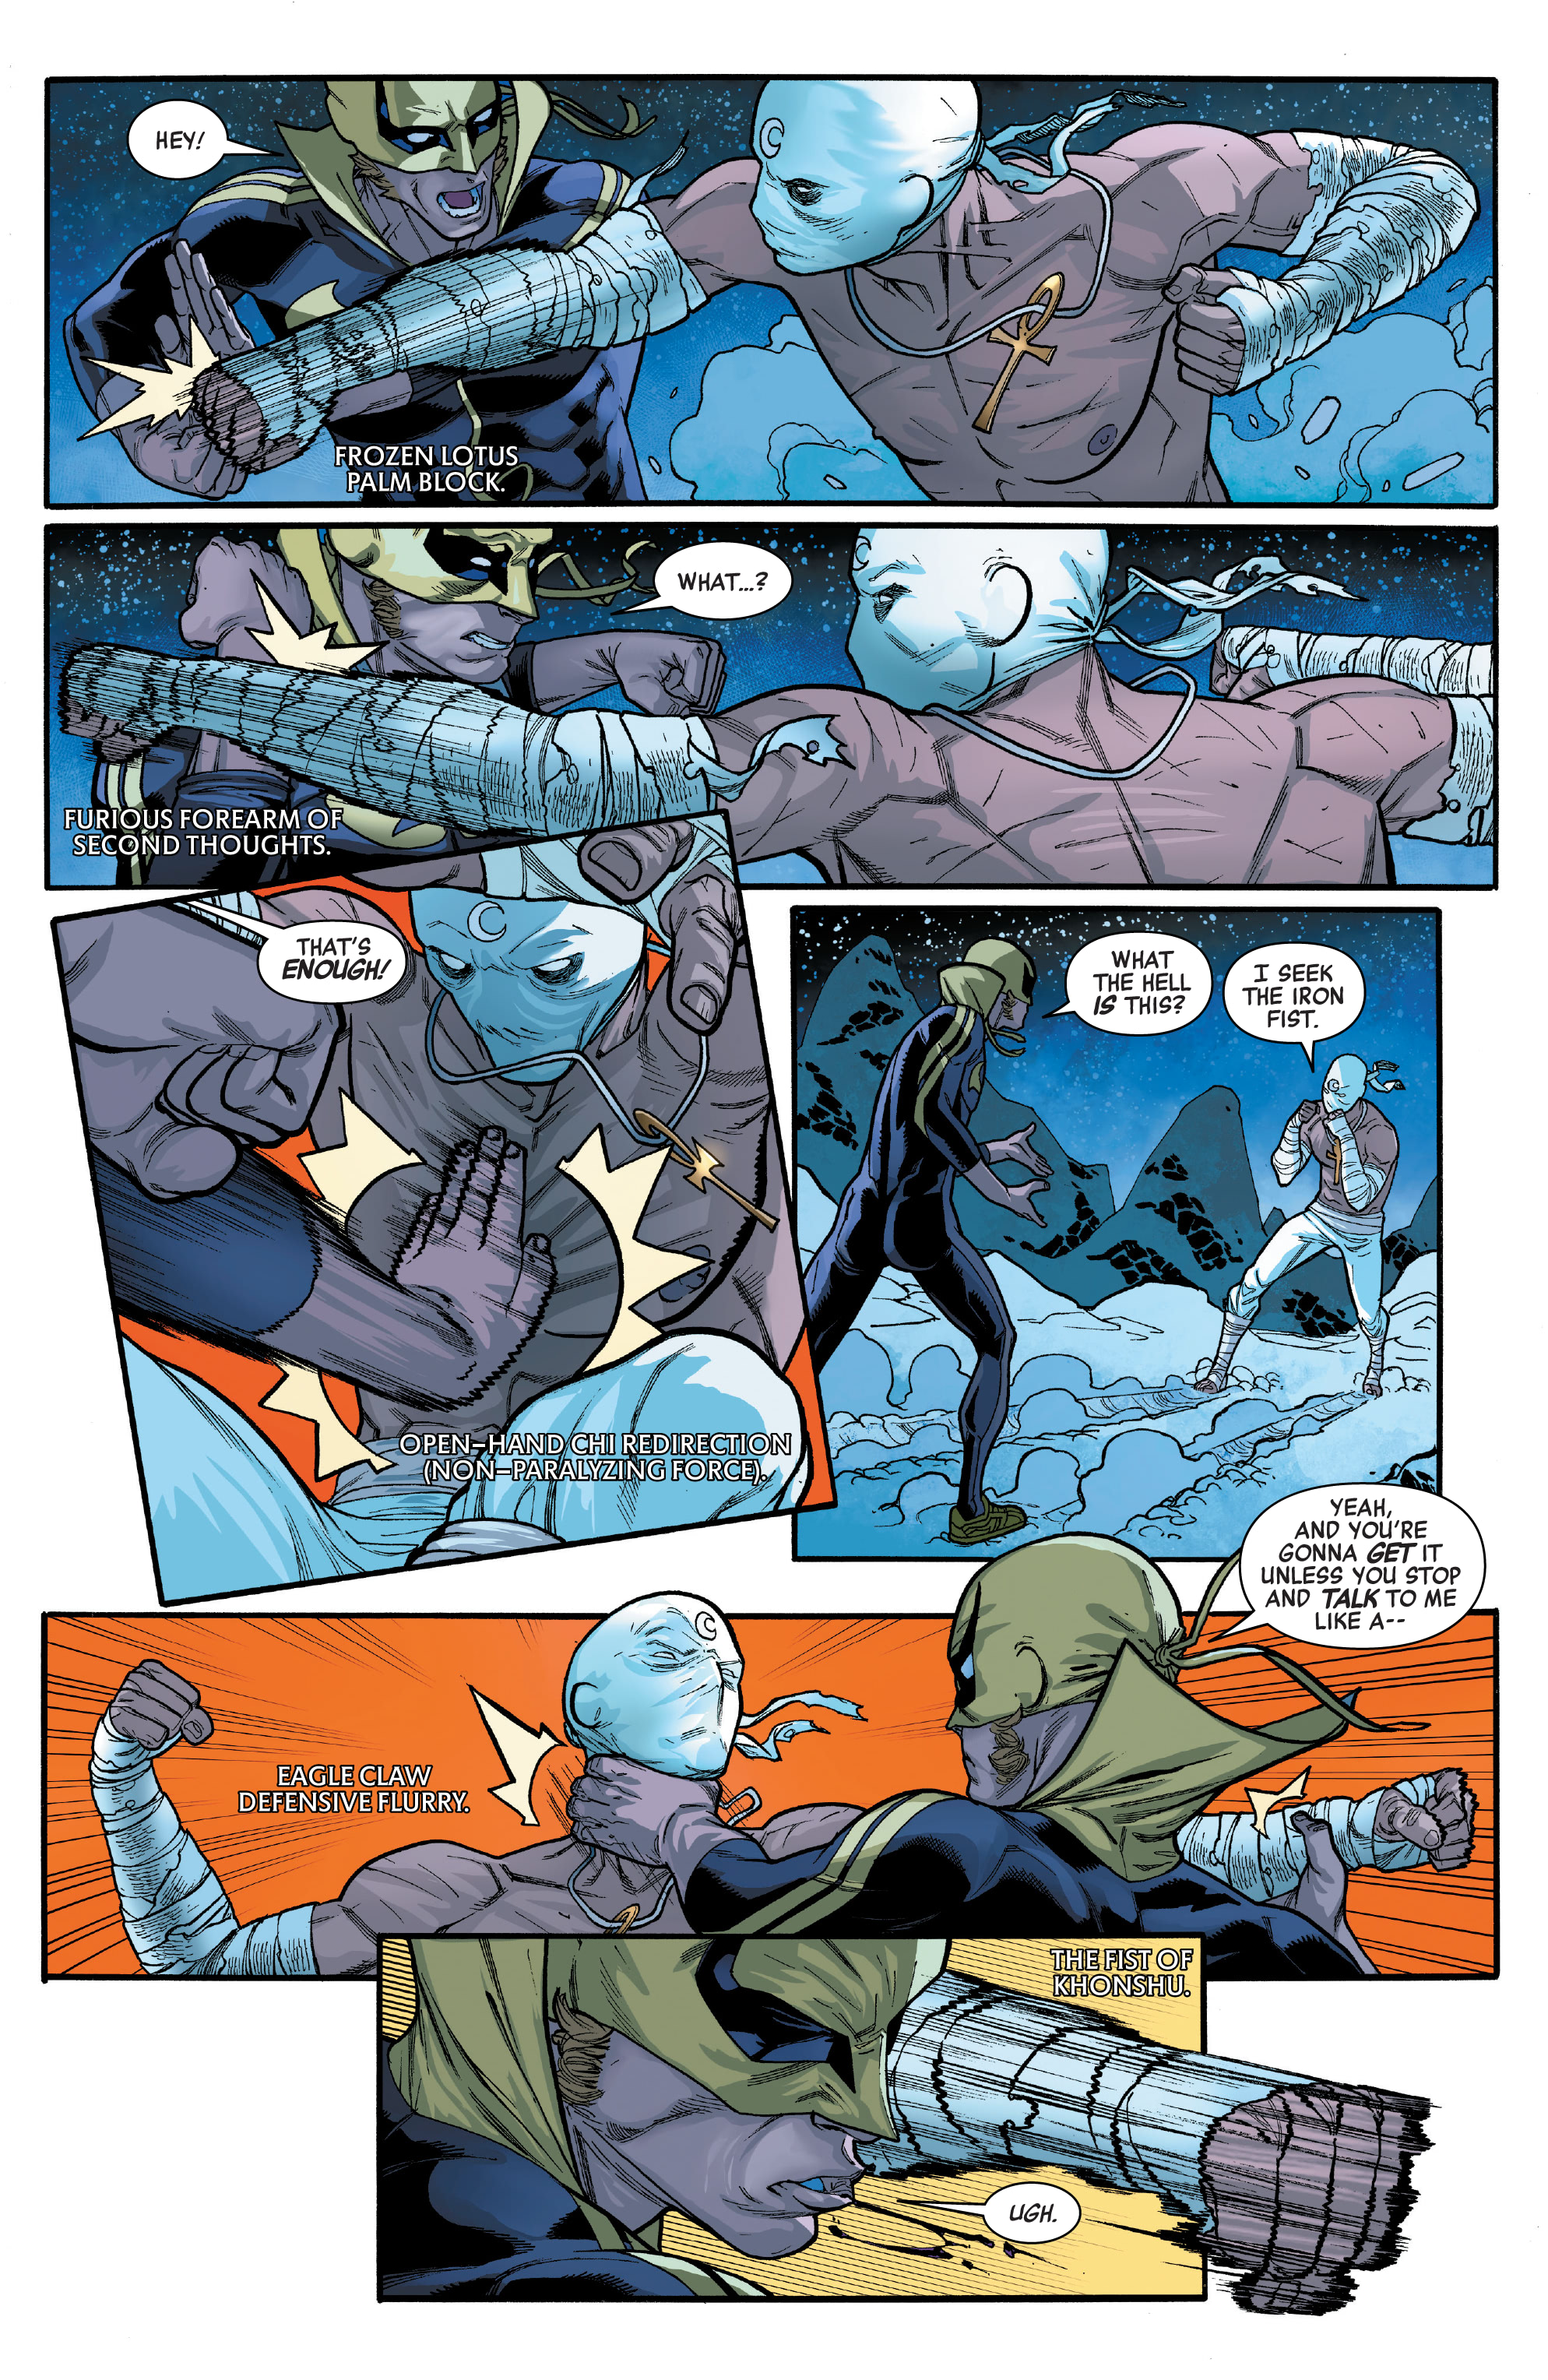 HEY!
FROZEN LOTUS
PALM BLOCK.
WHAT...?
FURIOUS FOREARM OF
SECOND THOUGHTS.
THAT'S
ENOUGH!
OPEN-HAND CHI REDIRECTION
(NON-PARALYZING FORCE).
WHAT
THE HELL
IS THIS?
I SEEK
THE IRON
FIST.
YEAH,
AND YOU'RE
GONNA GET IT
UNLESS YOU STOP
AND TALK TO ME
LIKE A--
EAGLE CLAW
DEFENSIVE FLURRY.
THE FIST OF
KHONSHU.
UGH.